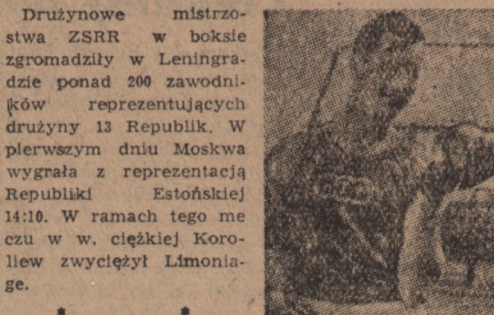 Drużynowe mistrzo-
stwa ZSRR w boksie
zgromadziły w Leningra-
dzie ponad 200 zawodni-
ków reprezentujących
drużyny 13 Republik. W
pierwszym dniu Moskwa
wygrała z reprezentacją
Republiki Estońskiej
14:10. W ramach tego me
czu w w. ciężkiej Koro-
liew zwyciężył Limonia-
ge.
* *